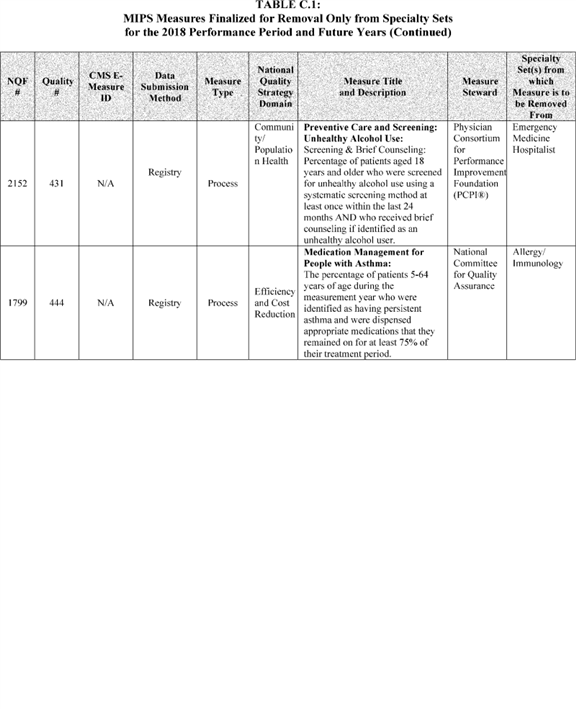 TABLE C.1:
MIPS Measures Finalized for Removal Only from Specialty Sets
for the 2018 Performance Period and Future Years (Continued)
NQF
#
Quality
#
CMS E-
Measure
ID
Data
Submission
Method
Measure
Type
National
Quality
Strategy
Domain
Measure Title
and Description
Measure
Steward
Specialty
Set(s) from
which
Measure is to
be Removed
From
2152
431
N/A
Registry
Process
Communi
ty/
Populatio
n Health
Preventive Care and Screening:
Unhealthy Alcohol Use:
Screening & Brief Counseling:
Percentage of patients aged 18
years and older who were screened
for unhealthy alcohol use using a
systematic screening method at
least once within the last 24
months AND who received brief
counseling if identified as an
unhealthy alcohol user.
Physician
Consortium
for
Performance
Improvement
Foundation
(PCPI®)
Emergency
Medicine
Hospitalist
1799
444
N/A
Registry
Process
Efficiency
and Cost
Reduction
Medication Management for
People with Asthma:
The percentage of patients 5-64
years of age during the
measurement year who were
identified as having persistent
asthma and were dispensed
appropriate medications that they
remained on for at least 75% of
their treatment period.
National
Committee
for Quality
Assurance
Allergy/
Immunology